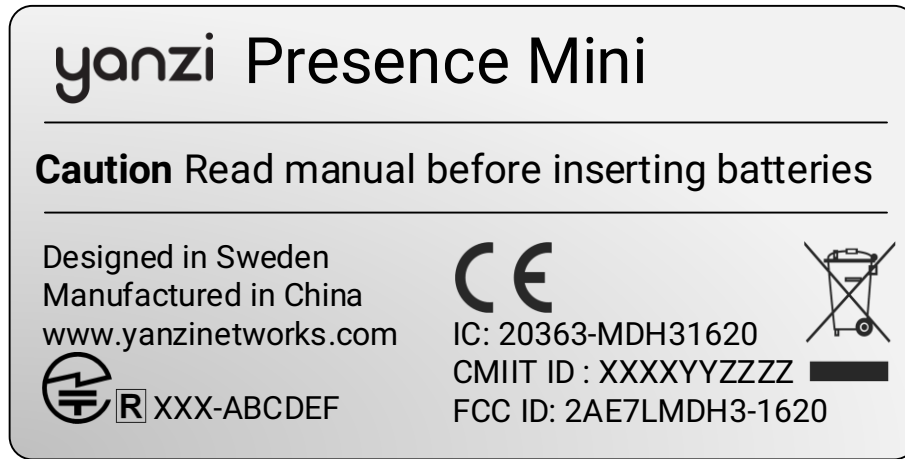 yanzi Presence Mini
Caution Read manual before inserting batteries
Designed in Sweden
Manufactured in China
www.yanzinetworks.com
R XXX-ABCDEF
CE
IC: 20363-MDH31620
CMIIT ID : XXXXYYZZZZ
FCC ID: 2AE7LMDH3-1620